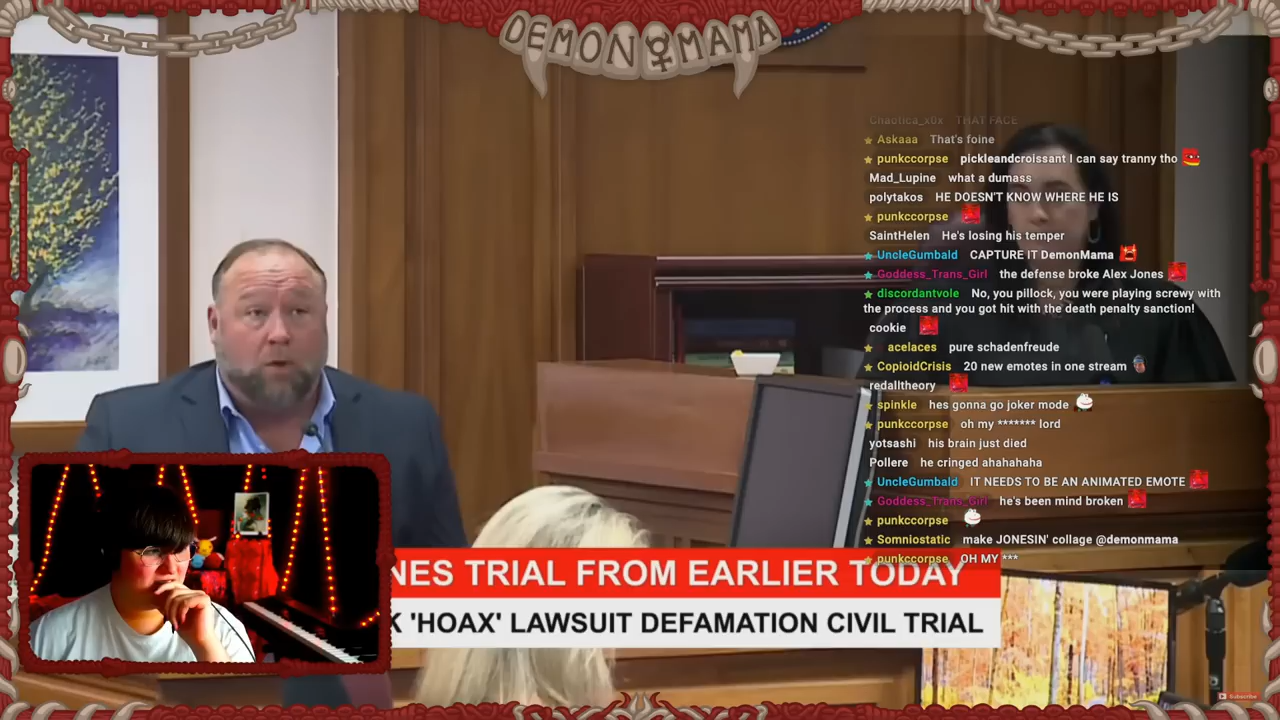 DEMON MAMA
Chaotica_x0x THAT FACE
Askaaa That's foine
punkccorpse pickleandcroissant I can say tranny tho
Mad_Lupine what a dumass
polytakos HE DOESN'T KNOW WHERE HE IS
punkccorpse
SaintHelen He's losing his temper
UncleGumbald CAPTURE IT DemonMama
Goddess_Trans_Girl the defense broke Alex Jones
discordantvole No, you pillock, you were playing screwy with
the process and you got hit with the death penalty sanction!
cookie
acelaces pure schadenfreude
CopioidCrisis 20 new emotes in one stream
redalltheory
spinkle hes gonna go joker mode
punkccorpse oh my ******* lord
yotsashi his brain just died
Pollere he cringed ahahahaha
UncleGumbald IT NEEDS TO BE AN ANIMATED EMOTE
Goddess_Trans_Girl he's been mind broken
punkccorpse
Somniostatic make JONESIN' collage @demonmama
punkccorpse OH MY ***
NES TRIAL FROM EARLIER TODAY
K 'HOAX' LAWSUIT DEFAMATION CIVIL TRIAL
Subscribe